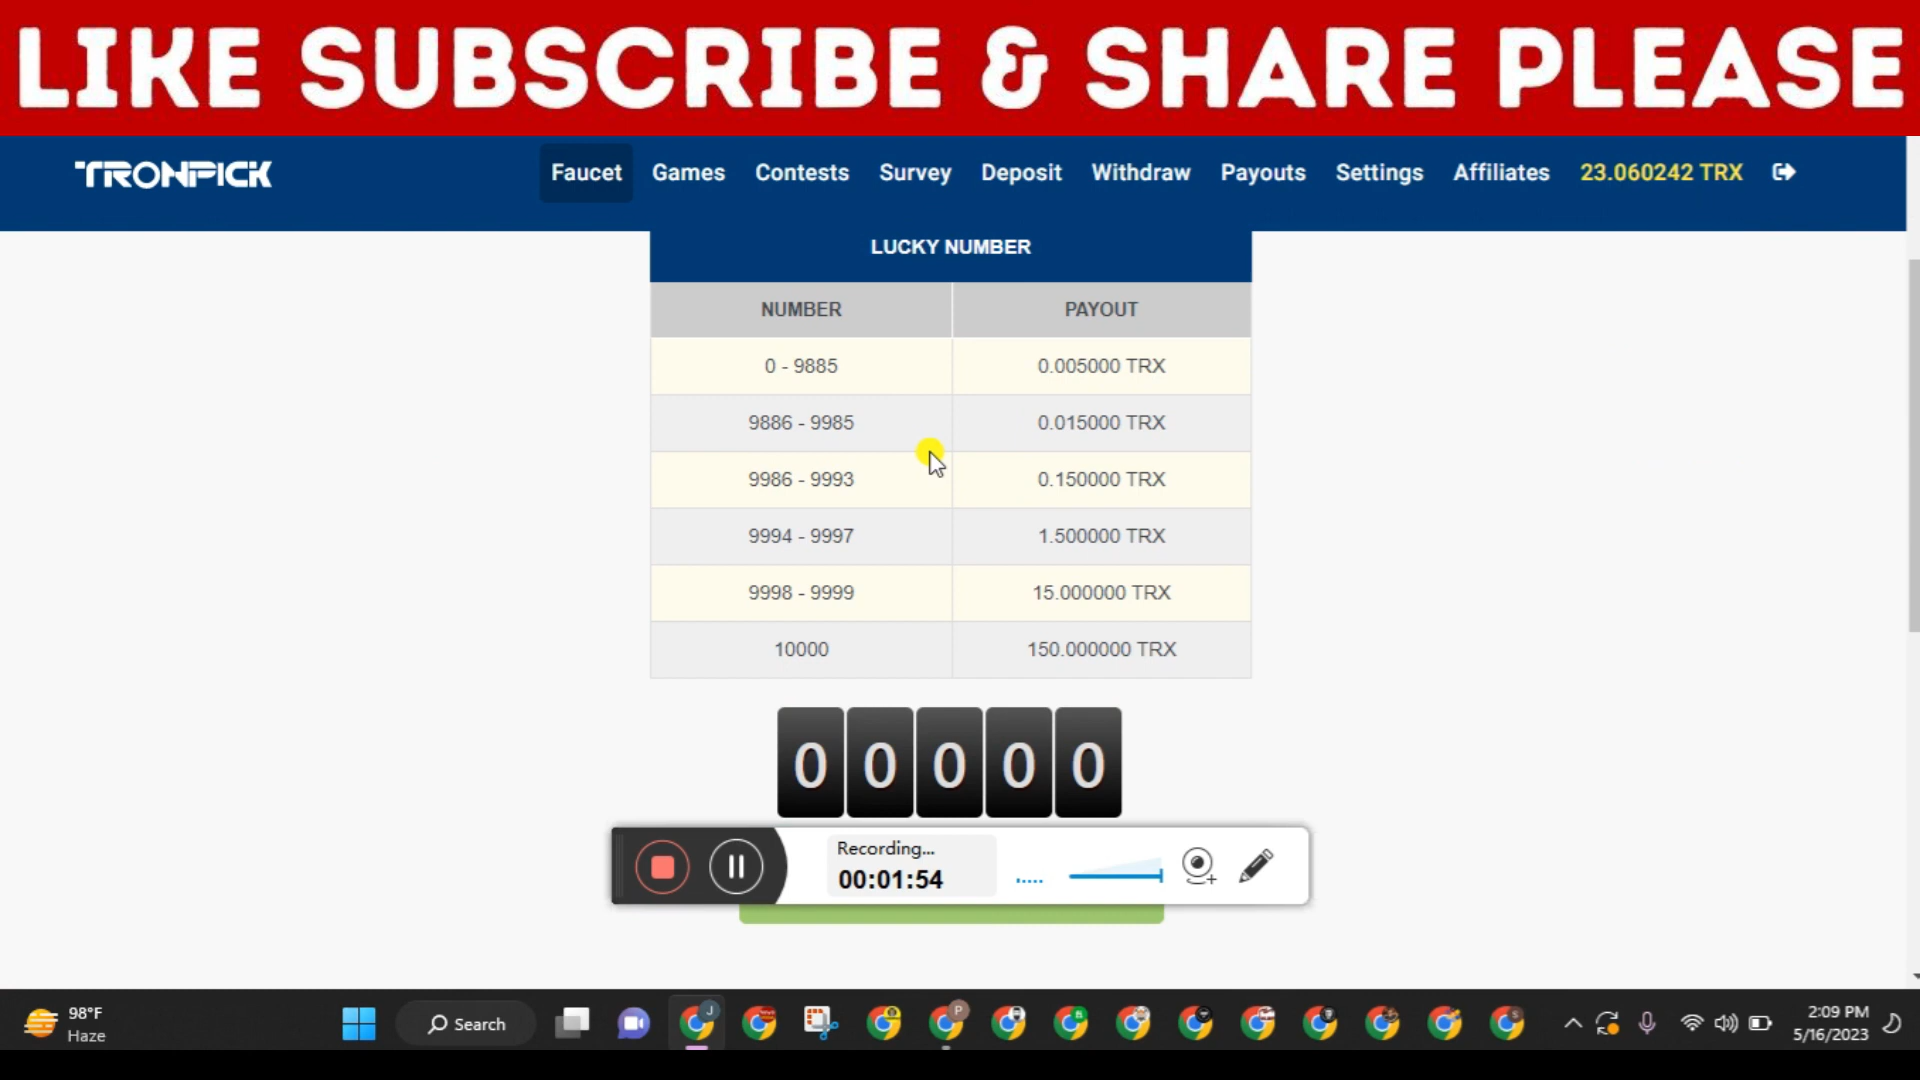 LIKE SUBSCRIBE & SHARE PLEASE
TRONPICK Faucet Games Contests Survey Deposit Withdraw Payouts Settings Affiliates 23.060242 TRX
LUCKY NUMBER
NUMBER PAYOUT
0 - 9885 0.005000 TRX
9886 - 9985 0.015000 TRX
9986 - 9993 0.150000 TRX
9994 - 9997 1.500000 TRX
9998 - 9999 15.000000 TRX
10000 150.000000 TRX
0 0 0 0 0
Recording...
00:01:54
98°F
Haze
Search
2:09 PM
5/16/2023